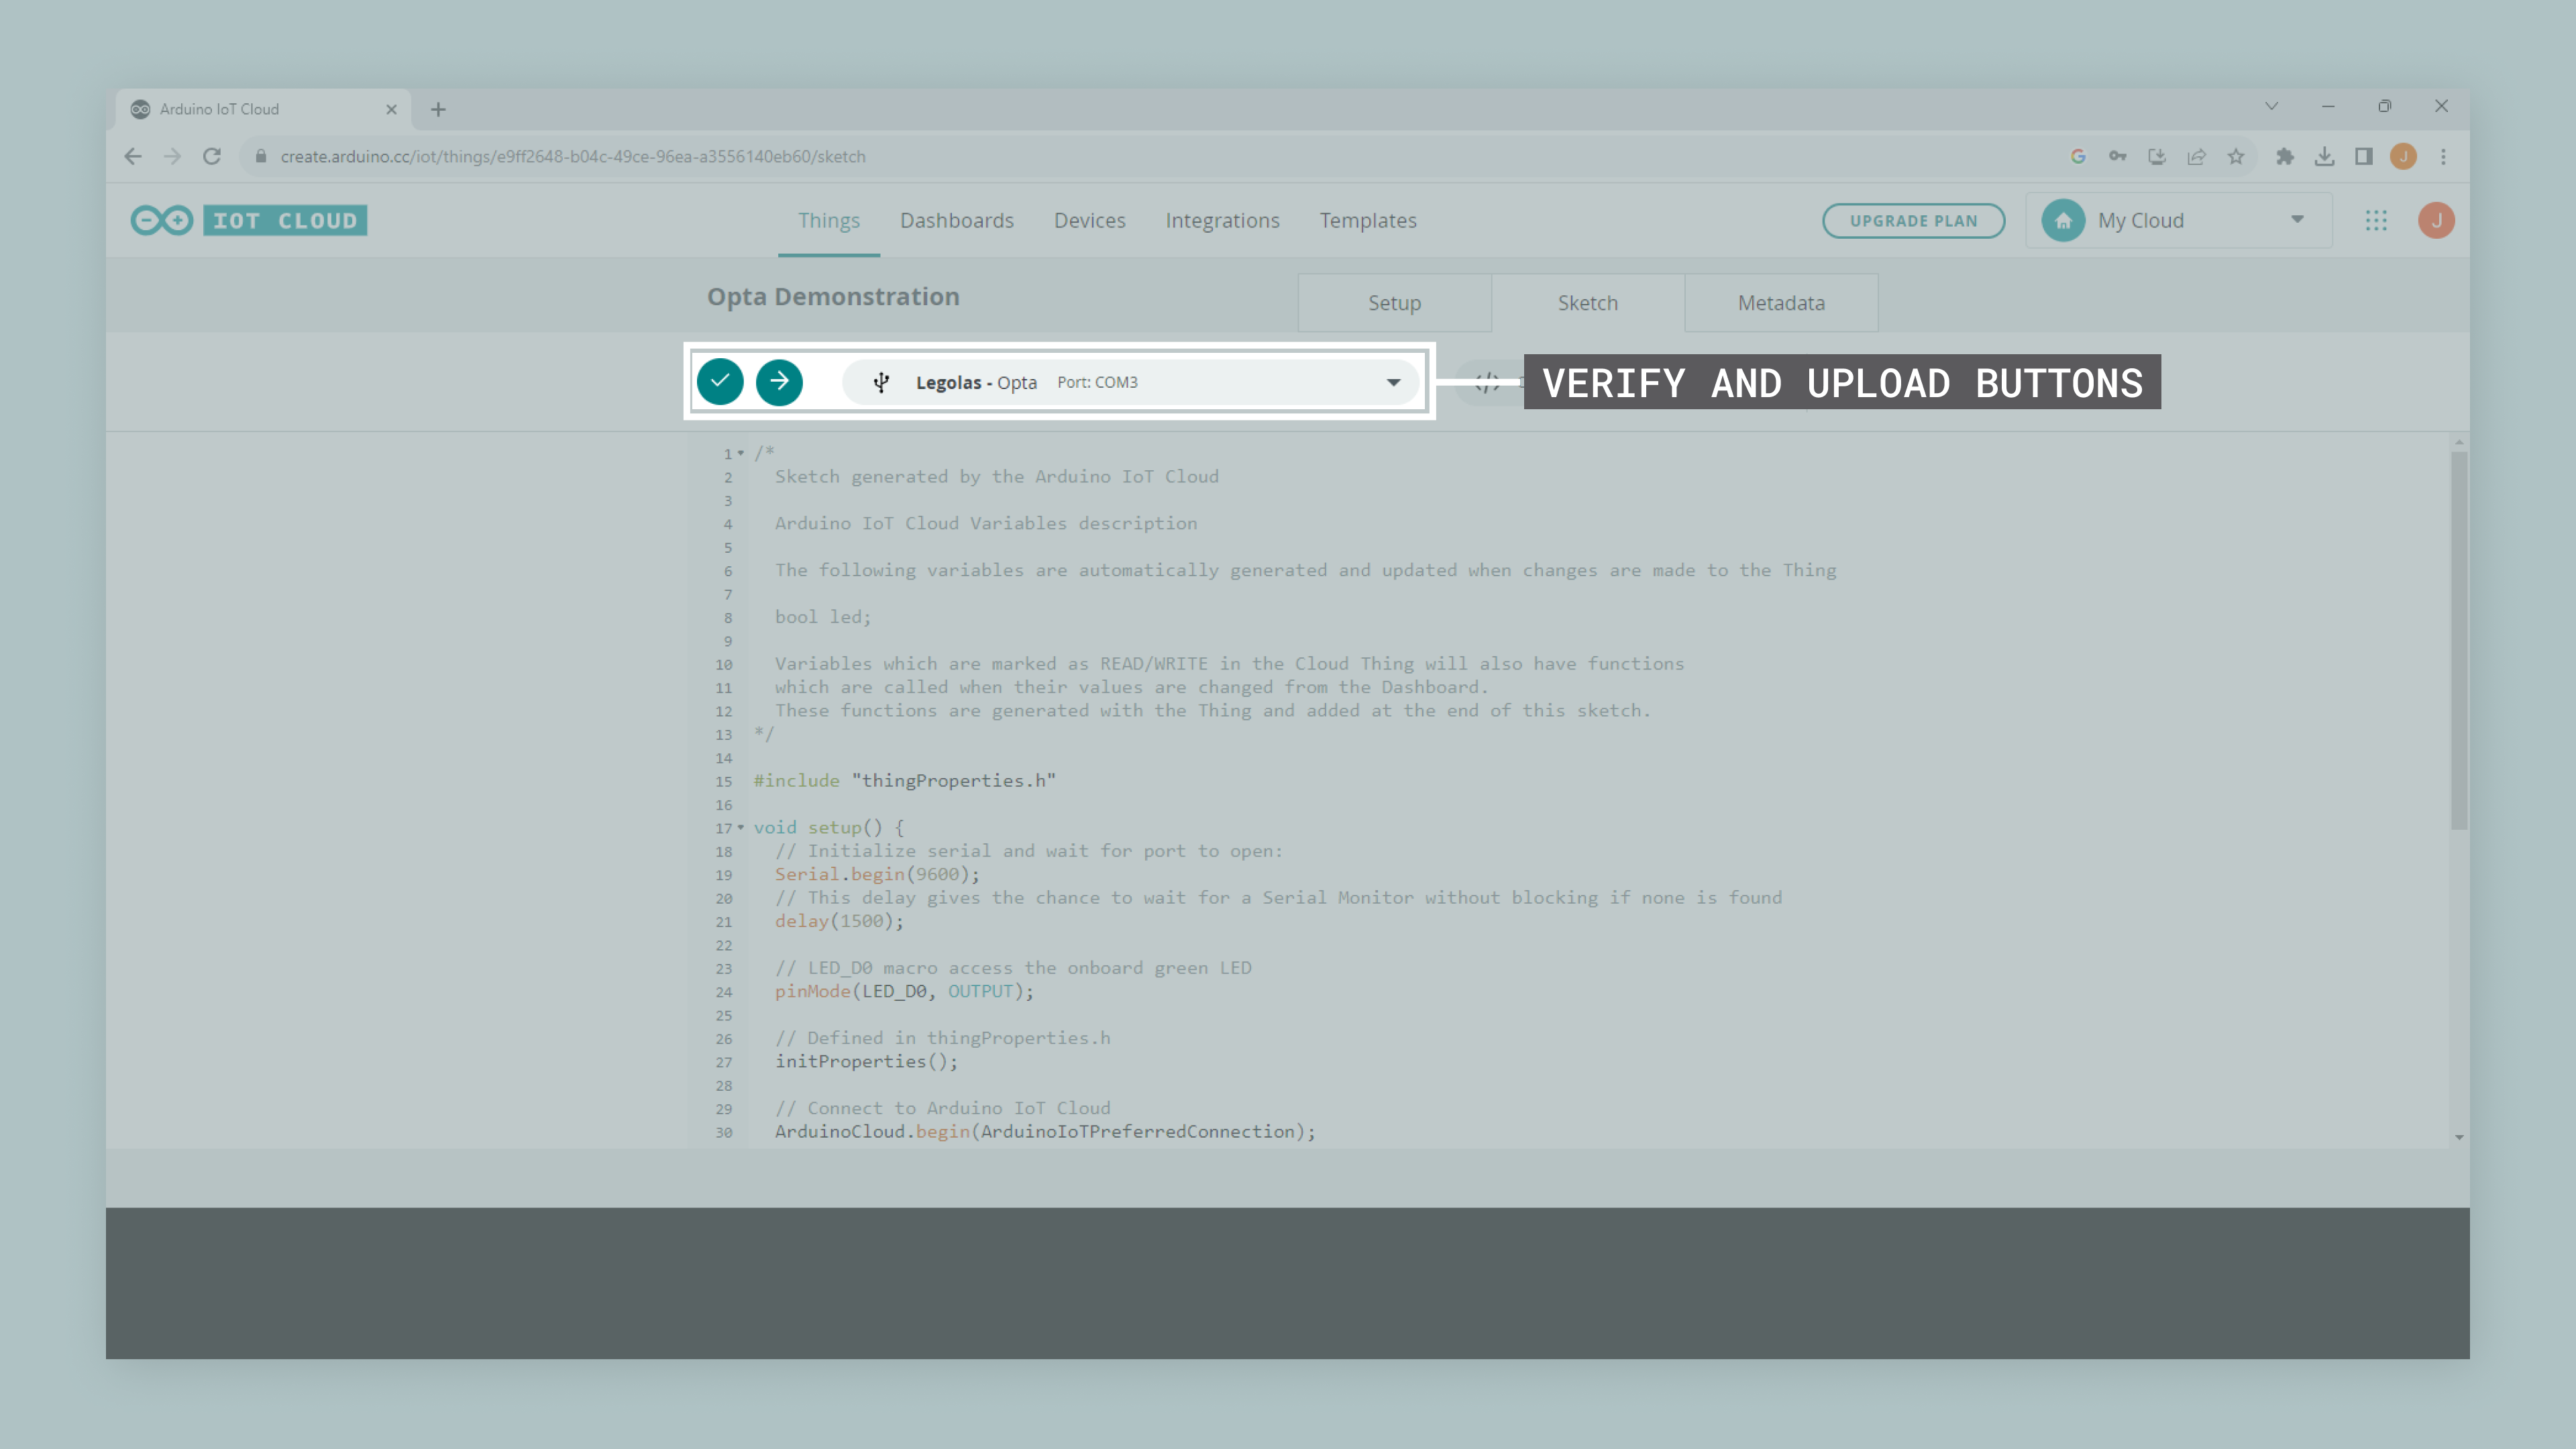 Arduino IoT Cloud
create.arduino.cc/iot/things/e9ff2648-b04c-49ce-96ea-a3556140eb60/sketch
J
IOT CLOUD
Things
Dashboards
Devices
Integrations
Templates
UPGRADE PLAN
My Cloud
J
Opta Demonstration
Setup
Sketch
Metadata
Legolas - Opta Port: COM3
</>
VERIFY AND UPLOAD BUTTONS
1 /*
2 Sketch generated by the Arduino IoT Cloud
3
4 Arduino IoT Cloud Variables description
5
6 The following variables are automatically generated and updated when changes are made to the Thing
7
8 bool led;
9
10 Variables which are marked as READ/WRITE in the Cloud Thing will also have functions
11 which are called when their values are changed from the Dashboard.
12 These functions are generated with the Thing and added at the end of this sketch.
13 */
14
15 #include "thingProperties.h"
16
17 void setup() {
18 // Initialize serial and wait for port to open:
19 Serial.begin(9600);
20 // This delay gives the chance to wait for a Serial Monitor without blocking if none is found
21 delay(1500);
22
23 // LED_D0 macro access the onboard green LED
24 pinMode(LED_D0, OUTPUT);
25
26 // Defined in thingProperties.h
27 initProperties();
28
29 // Connect to Arduino IoT Cloud
30 ArduinoCloud.begin(ArduinoIoTPreferredConnection);